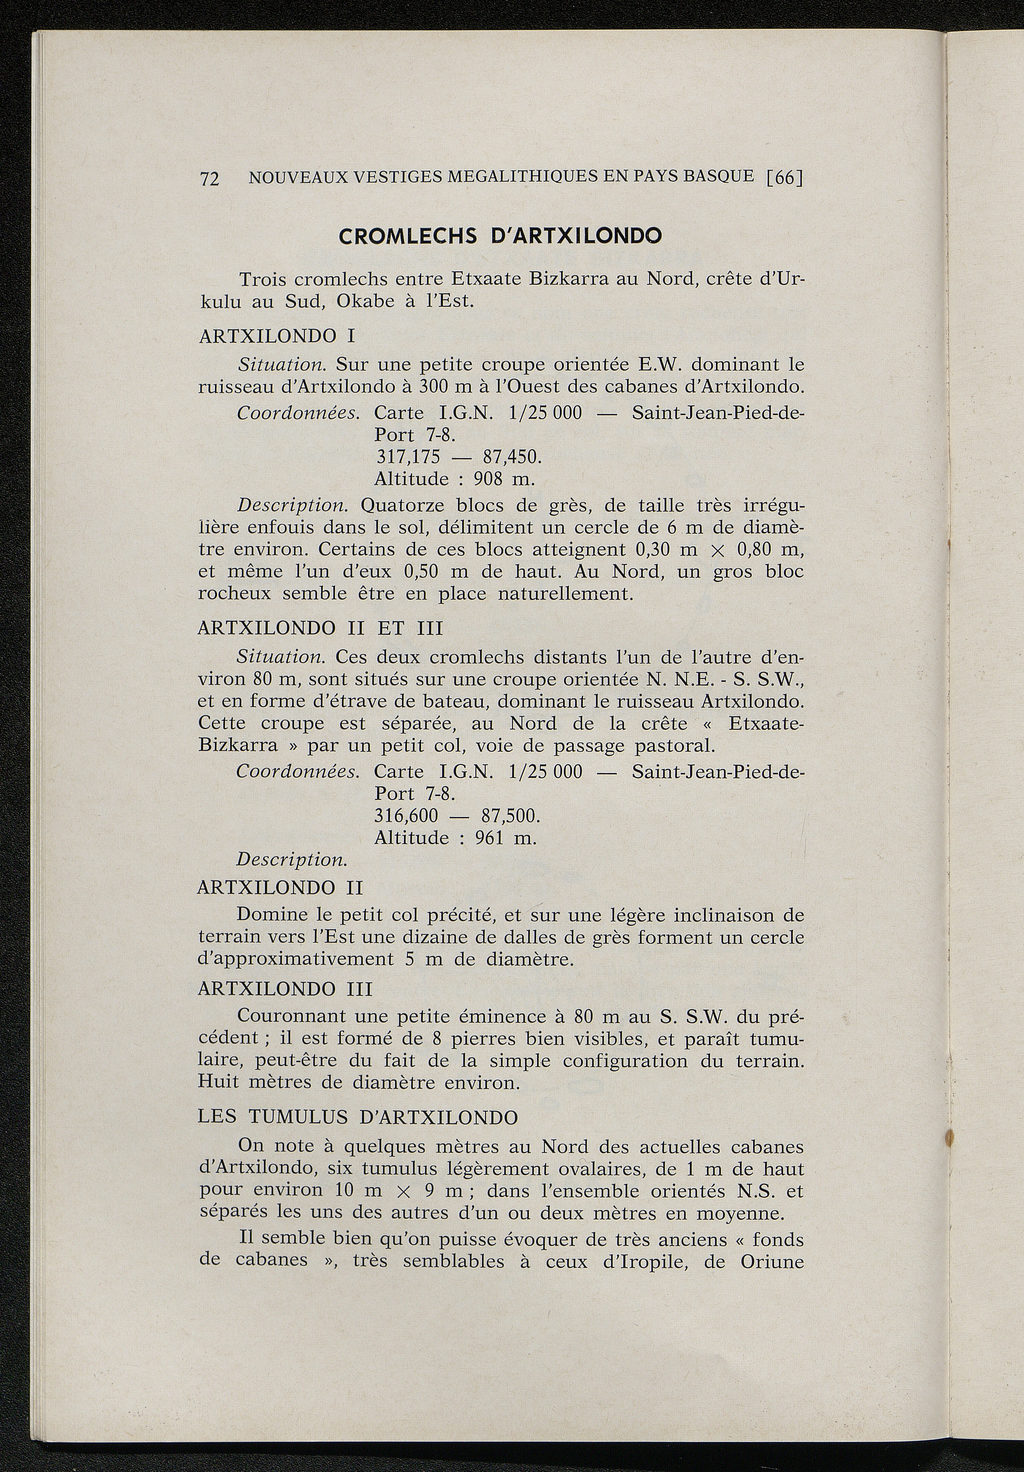 72 NOUVEAUX VESTIGES MEGALITHIQUES EN PAYS BASQUE [66]
CROMLECHS D'ARTXILONDO
Trois cromlechs entre Etxaate Bizkarra au Nord, crête d'Ur-
kulu au Sud, Okabe à l'Est.
ARTXILONDO I
Situation. Sur une petite croupe orientée E.W. dominant le
ruisseau d'Artxilondo à 300 m à l'Ouest des cabanes d'Artxilondo.
Coordonnées. Carte I.G.N. 1/25 000 — Saint-Jean-Pied-de-
Port 7-8.
317,175 — 87,450.
Altitude : 908 m.
Description. Quatorze blocs de grès, de taille très irrégu-
lière enfouis dans le sol, délimitent un cercle de 6 m de diamè-
tre environ. Certains de ces blocs atteignent 0,30 m × 0,80 m,
et même l'un d'eux 0,50 m de haut. Au Nord, un gros bloc
rocheux semble être en place naturellement.
ARTXILONDO II ET III
Situation. Ces deux cromlechs distants l'un de l'autre d'en-
viron 80 m, sont situés sur une croupe orientée N. N.E. - S. S.W.,
et en forme d'étrave de bateau, dominant le ruisseau Artxilondo.
Cette croupe est séparée, au Nord de la crête « Etxaate-
Bizkarra » par un petit col, voie de passage pastoral.
Coordonnées. Carte I.G.N. 1/25 000 — Saint-Jean-Pied-de-
Port 7-8.
316,600 — 87,500.
Altitude : 961 m.
Description.
ARTXILONDO II
Domine le petit col précité, et sur une légère inclinaison de
terrain vers l'Est une dizaine de dalles de grès forment un cercle
d'approximativement 5 m de diamètre.
ARTXILONDO III
Couronnant une petite éminence à 80 m au S. S.W. du pré-
cédent ; il est formé de 8 pierres bien visibles, et paraît tumu-
laire, peut-être du fait de la simple configuration du terrain.
Huit mètres de diamètre environ.
LES TUMULUS D'ARTXILONDO
On note à quelques mètres au Nord des actuelles cabanes
d'Artxilondo, six tumulus légèrement ovalaires, de 1 m de haut
pour environ 10 m × 9 m ; dans l'ensemble orientés N.S. et
séparés les uns des autres d'un ou deux mètres en moyenne.
Il semble bien qu'on puisse évoquer de très anciens « fonds
de cabanes », très semblables à ceux d'Iropile, de Oriune